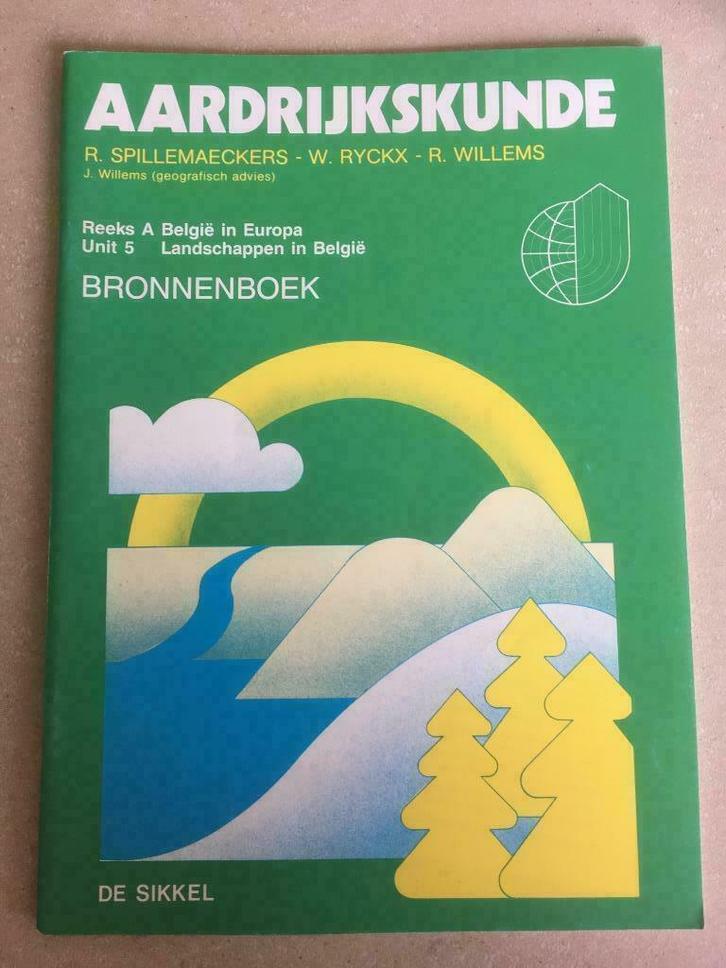 AARDRIJKSKUNDE
R. SPILLEMAECKERS - W. RYCKX - R. WILLEMS
J. Willems (geografisch advies)
Reeks A België in Europa
Unit 5 Landschappen in België
BRONNENBOEK
DE SIKKEL